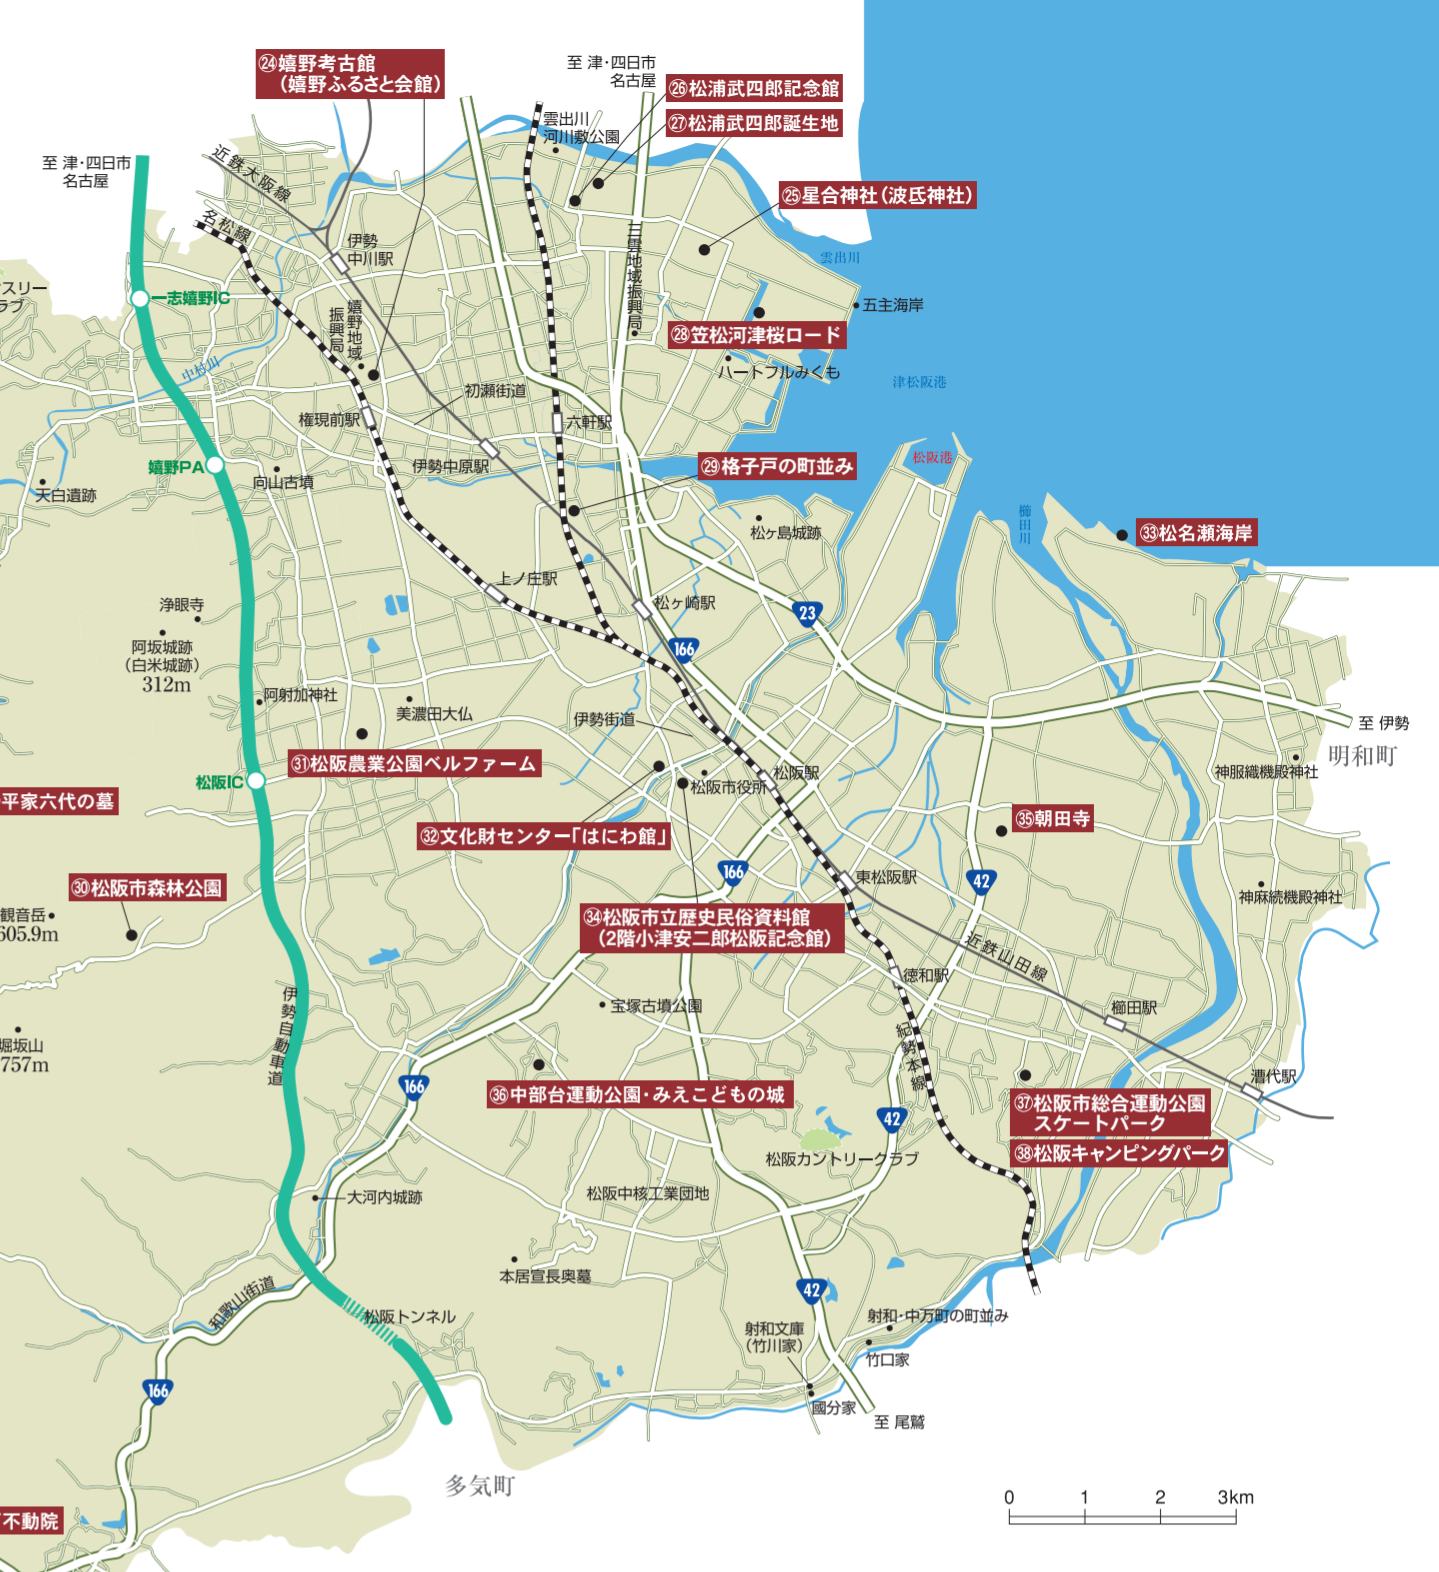 ㉔嬉野考古館
(嬉野ふるさと会館)
至 津・四日市
名古屋
㉖松浦武四郎記念館
㉗松浦武四郎誕生地
雲出川
河川敷公園
至 津・四日市
名古屋
近鉄大阪線
名松線
㉕星合神社(波氐神社)
伊勢
中川駅
三雲地域振興局
雲出川
スリー
ラブ
一志嬉野IC
嬉野地域
振興局
五主海岸
㉘笠松河津桜ロード
ハートフルみくも
中村川
津松阪港
初瀬街道
権現前駅
六軒駅
伊勢中原駅
松阪港
㉙格子戸の町並み
嬉野PA
向山古墳
天白遺跡
櫛田川
松ヶ島城跡
㉝松名瀬海岸
上ノ庄駅
松ヶ崎駅
23
浄眼寺
阿坂城跡
(白米城跡)
312m
166
阿射加神社
美濃田大仏
伊勢街道
至 伊勢
明和町
㉛松阪農業公園ベルファーム
松阪IC
松阪駅
松阪市役所
神服織機殿神社
平家六代の墓
㉟朝田寺
㉜文化財センター「はにわ館」
166
42
東松阪駅
㉚松阪市森林公園
神麻続機殿神社
観音岳
605.9m
㉞松阪市立歴史民俗資料館
(2階小津安二郎松阪記念館)
近鉄山田線
徳和駅
伊勢自動車道
宝塚古墳公園
櫛田駅
紀勢本線
堀坂山
757m
166
㊱中部台運動公園・みえこどもの城
漕代駅
㊲松阪市総合運動公園
スケートパーク
42
㊳松阪キャンピングパーク
松阪カントリークラブ
大河内城跡
松阪中核工業団地
本居宣長奥墓
和歌山街道
松阪トンネル
42
射和・中万町の町並み
射和文庫
(竹川家)
竹口家
166
國分家
至 尾鷲
多気町
0 1 2 3km
不動院